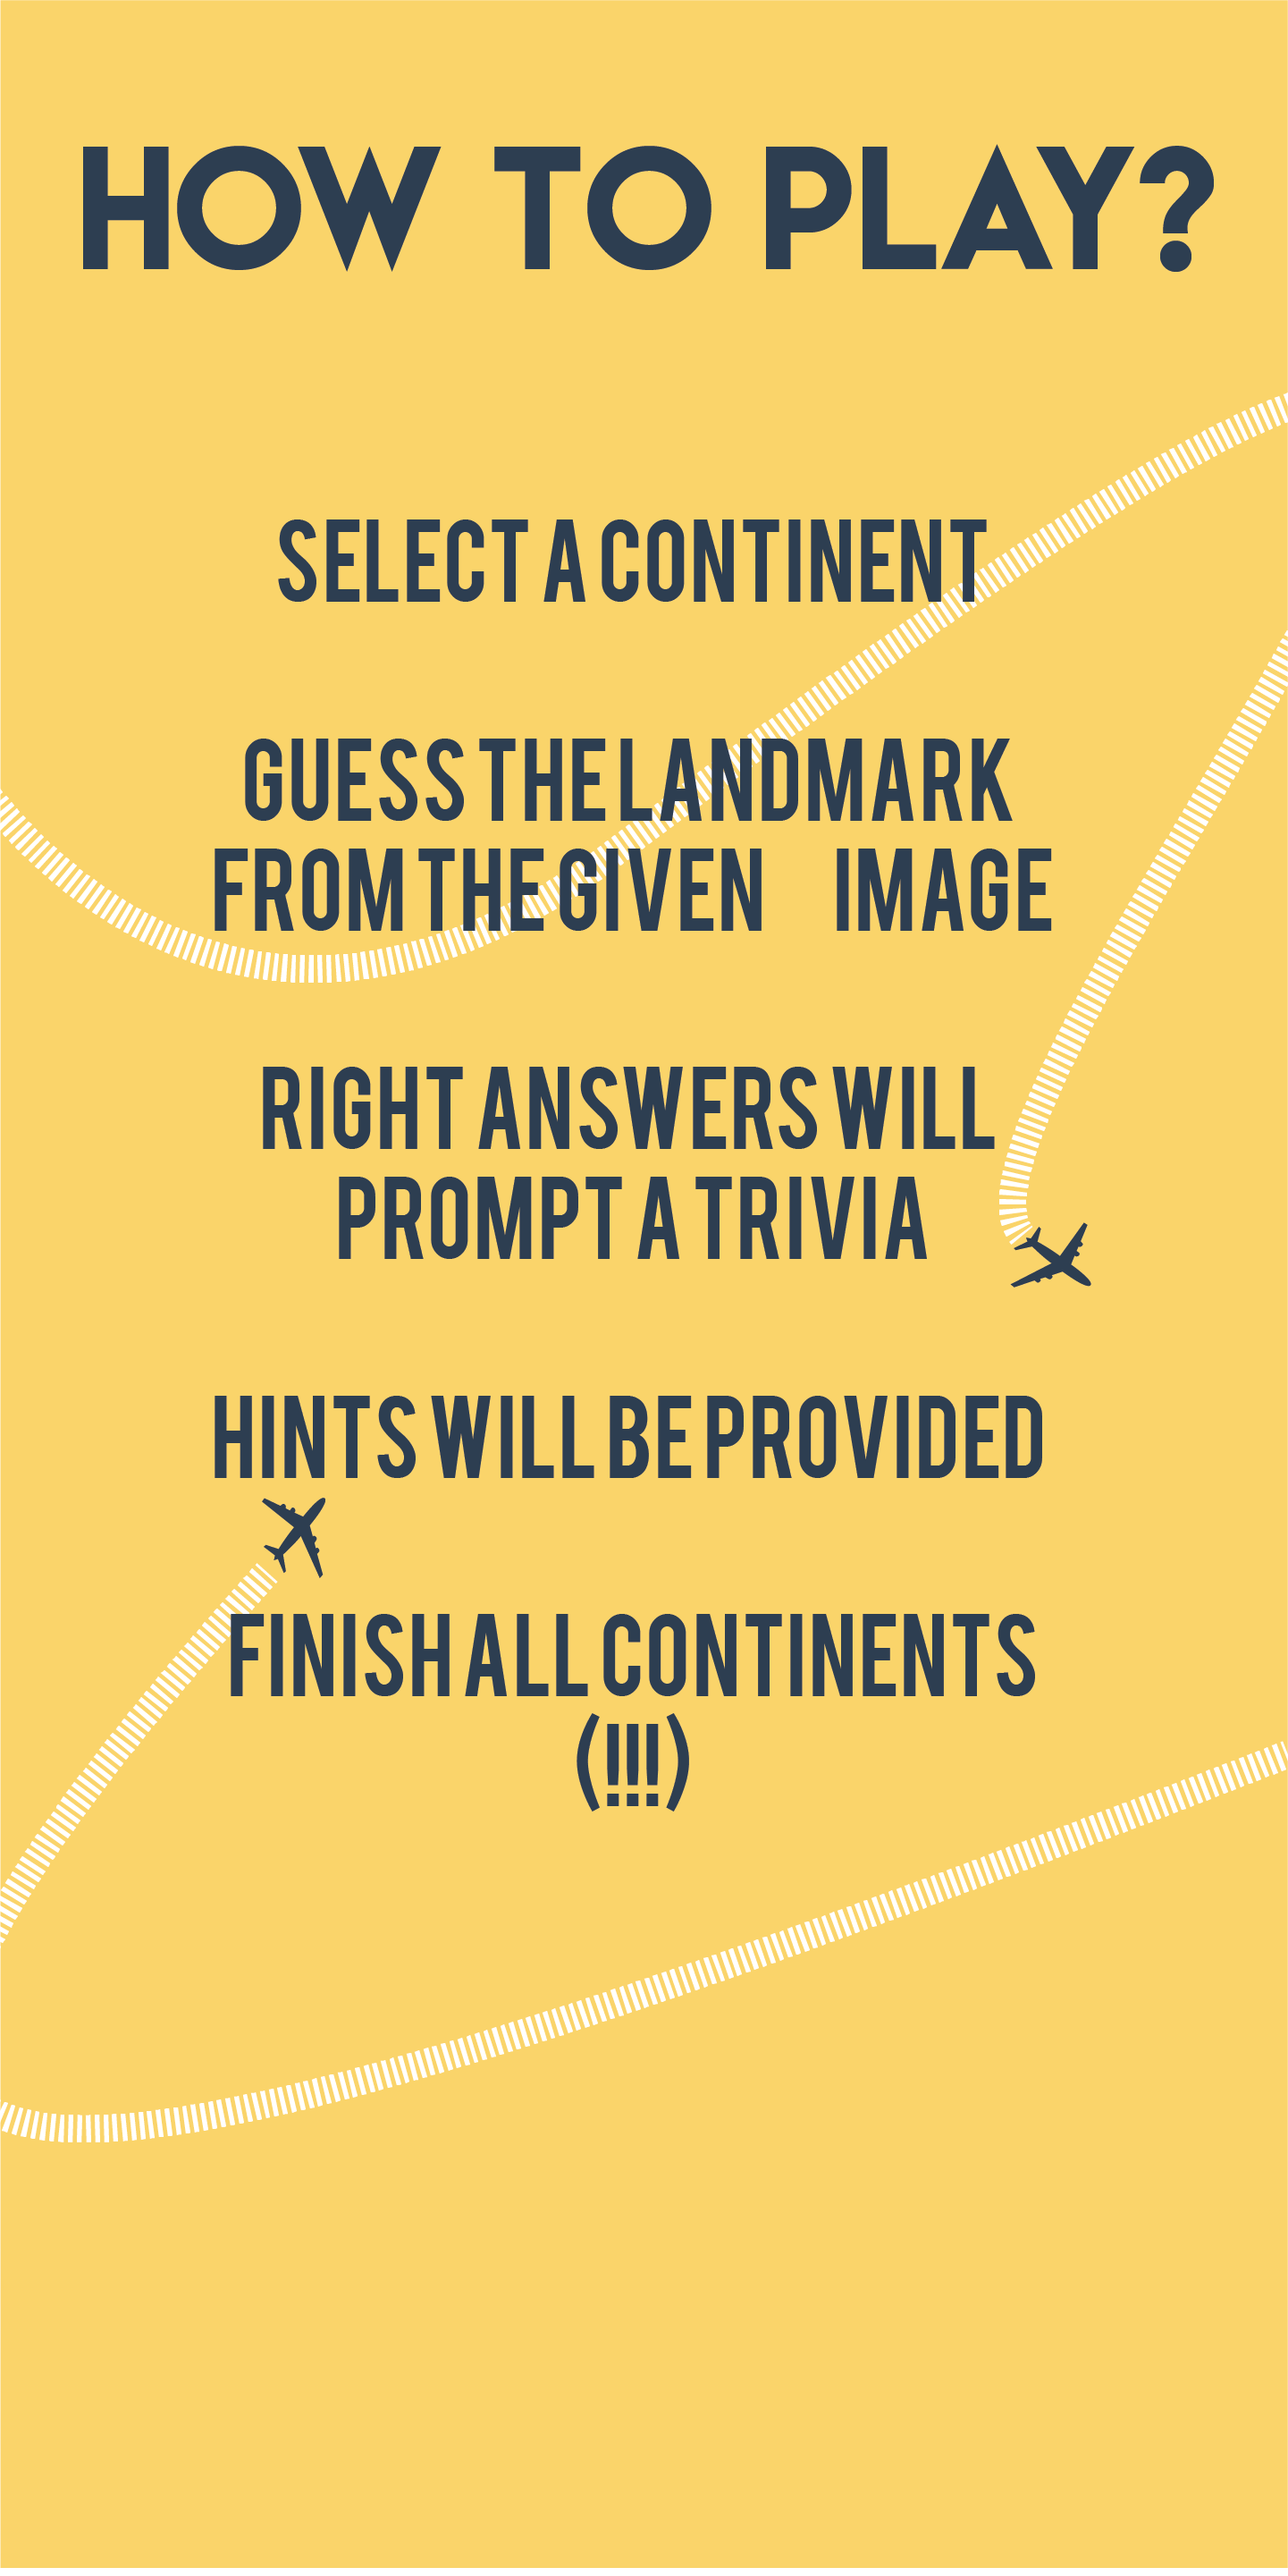 HOW TO PLAY?
SELECT A CONTINENT
GUESS THE LANDMARK
FROM THE GIVEN IMAGE
RIGHT ANSWERS WILL
PROMPT A TRIVIA
HINTS WILL BE PROVIDED
FINISH ALL CONTINENTS
(!!!)